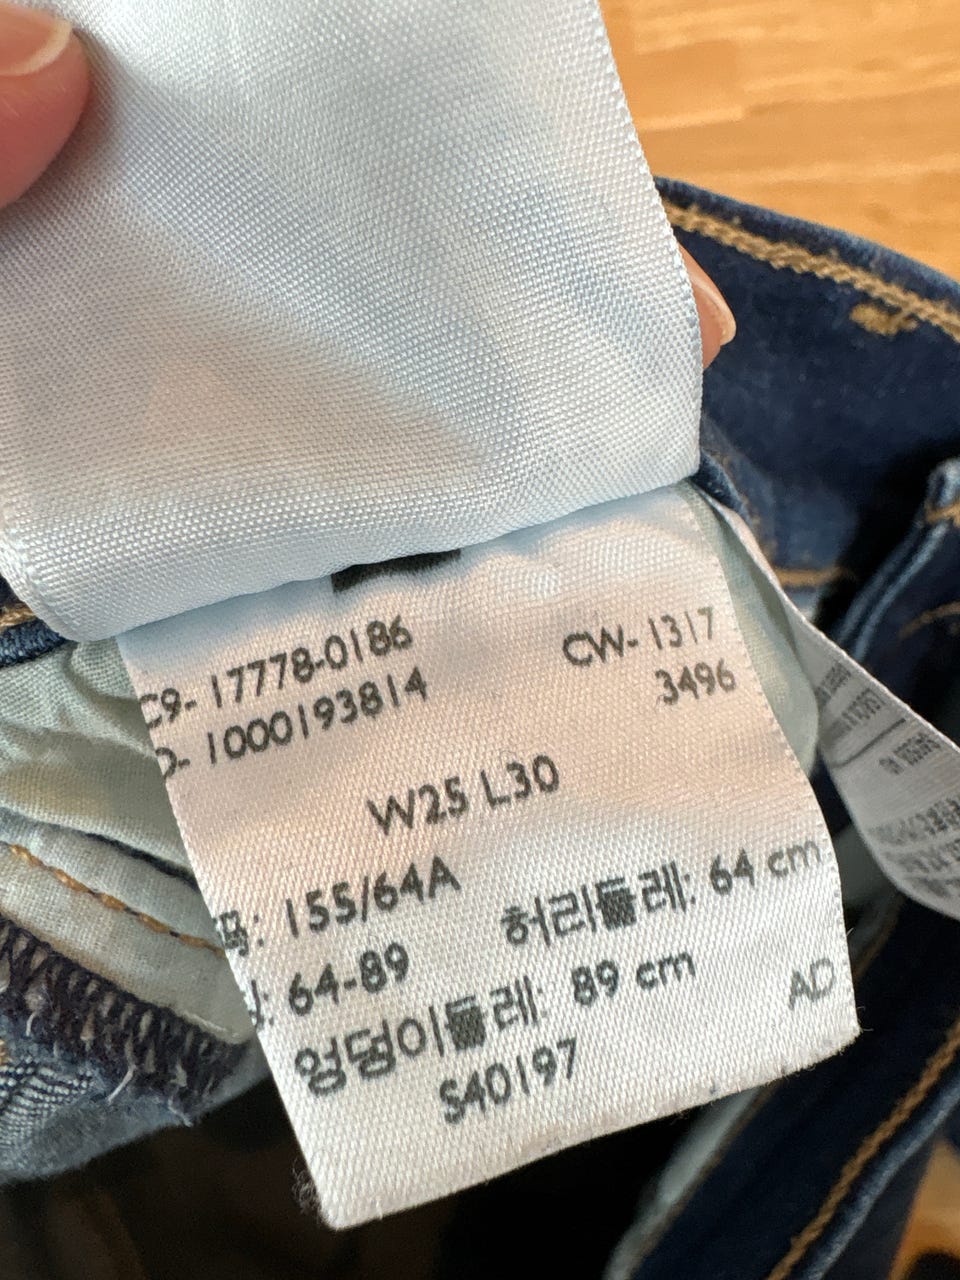 C9- 17778-0186 CW- 1317
1000193814 3496
W25 L30
155/64A
64-89 허리둘레: 64 cm
엉덩이둘레: 89 cm AD
S40197